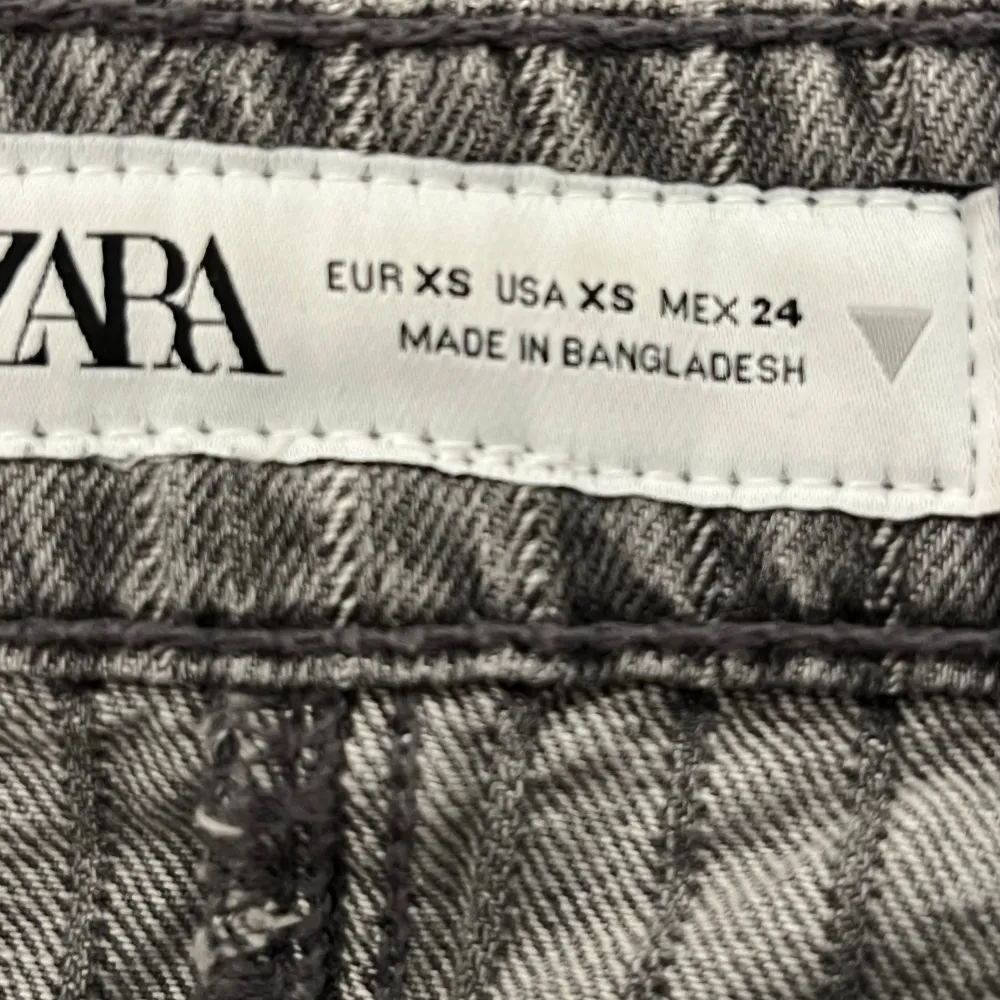 ZARA
EUR XS USA XS MEX 24
MADE IN BANGLADESH